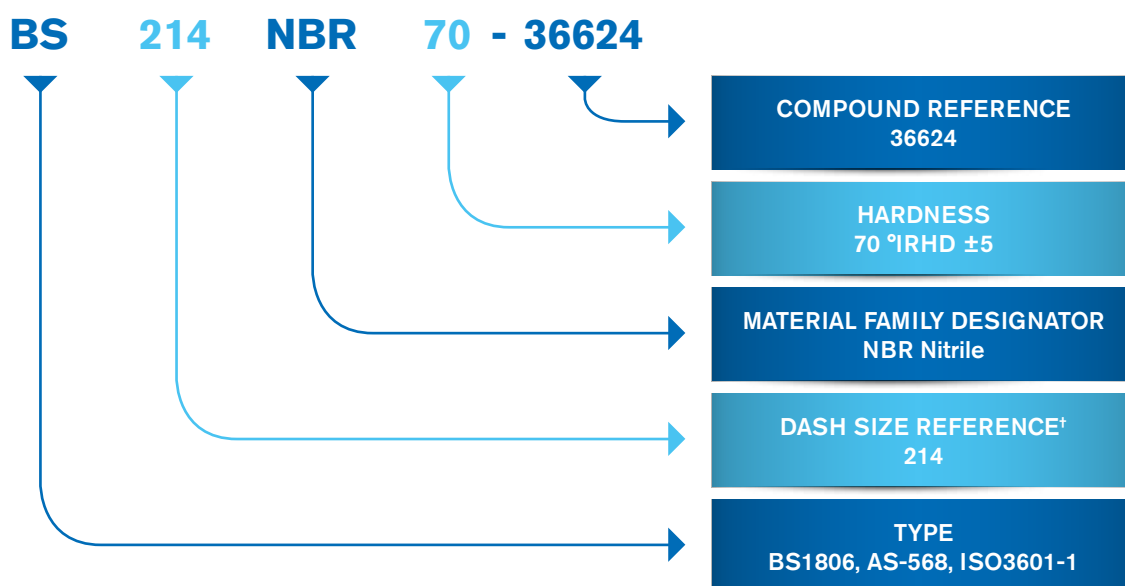 BS 214 NBR 70 - 36624
COMPOUND REFERENCE
36624
HARDNESS
70 °IRHD ±5
MATERIAL FAMILY DESIGNATOR
NBR Nitrile
DASH SIZE REFERENCE†
214
TYPE
BS1806, AS-568, ISO3601-1